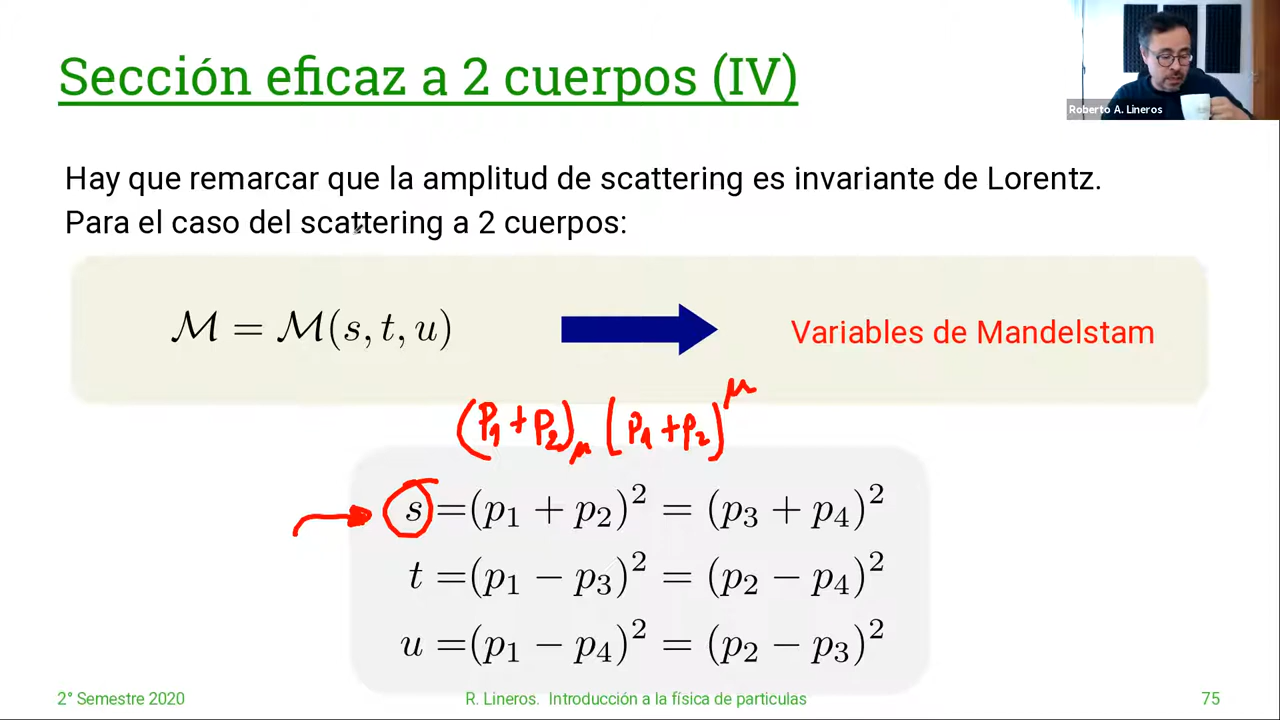 Sección eficaz a 2 cuerpos (IV)
Roberto A. Lineros
Hay que remarcar que la amplitud de scattering es invariante de Lorentz.
Para el caso del scattering a 2 cuerpos:
ℳ = ℳ(s, t, u)
Variables de Mandelstam
(p₁+p₂)_μ [p₁+p₂)^μ
s =(p₁ + p₂)² = (p₃ + p₄)²
t =(p₁ − p₃)² = (p₂ − p₄)²
u =(p₁ − p₄)² = (p₂ − p₃)²
2° Semestre 2020
R. Lineros. Introducción a la física de particulas
75